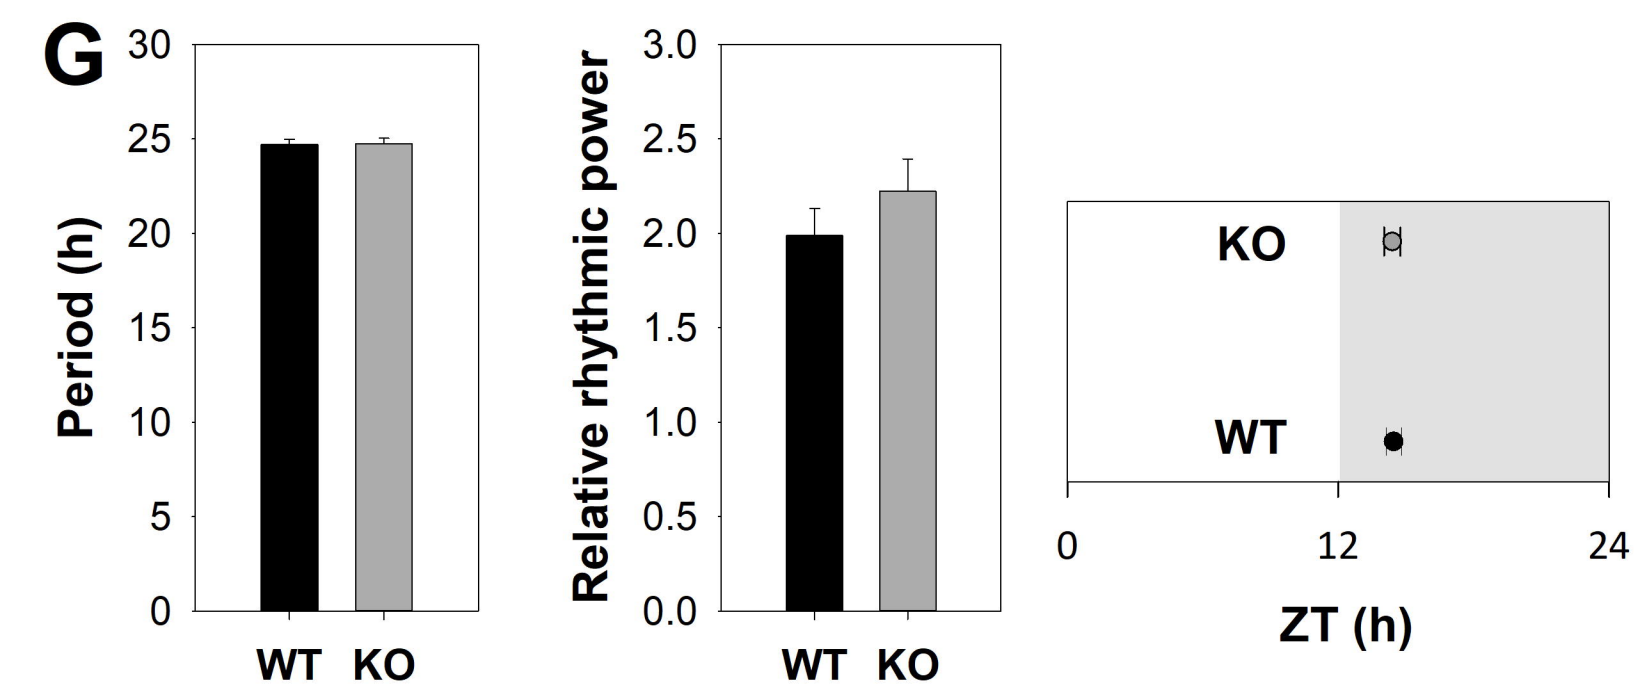 G
Period (h)
30
25
20
15
10
5
0
WT KO
Relative rhythmic power
3.0
2.5
2.0
1.5
1.0
0.5
0.0
WT KO
KO
WT
0 12 24
ZT (h)